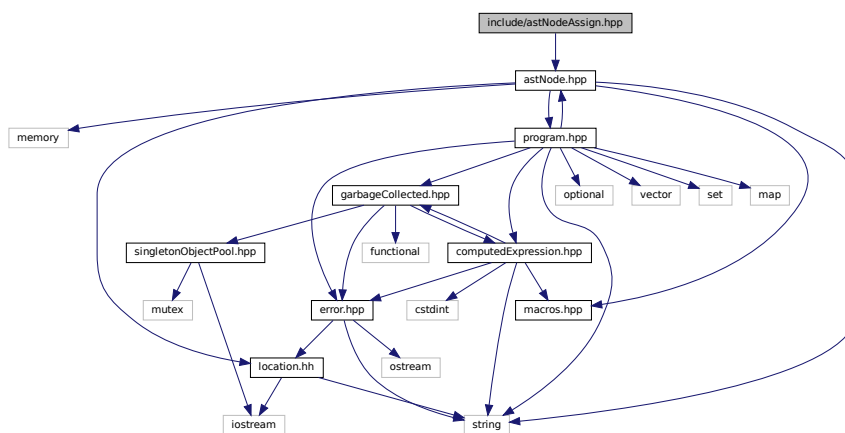 include/astNodeAssign.hpp
astNode.hpp
memory
program.hpp
garbageCollected.hpp
optional
vector
set
map
singletonObjectPool.hpp
functional
computedExpression.hpp
mutex
error.hpp
cstdint
macros.hpp
location.hh
ostream
iostream
string